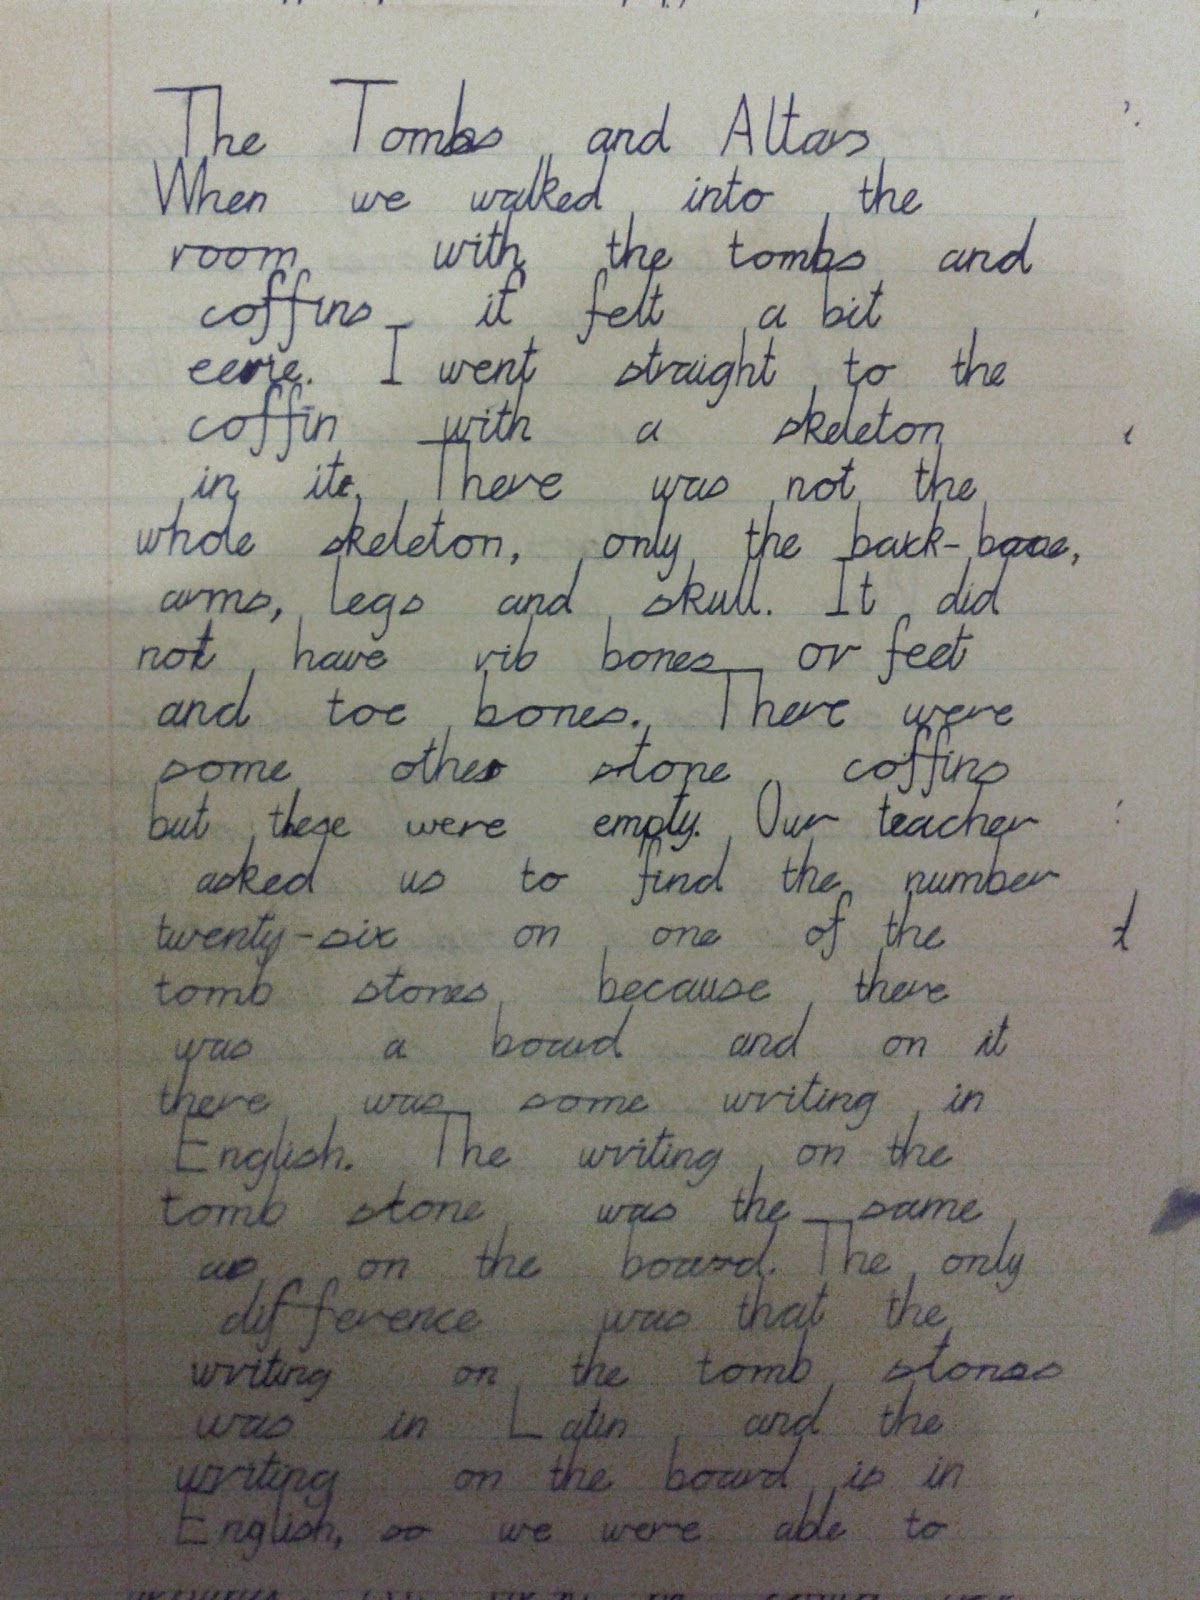 The Tombs and Altars
When we walked into the
room with the tombs and
coffins it felt a bit
eerie. I went straight to the
coffin with a skeleton
in it. There was not the
whole skeleton, only the back-bone,
arms, legs and skull. It did
not have rib bones or feet
and toe bones. There were
some other stone coffins
but these were empty. Our teacher
asked us to find the number
twenty-six on one of the
tomb stones because there
was a board and on it
there was some writing in
English. The writing on the
tomb stone was the same
as on the board. The only
difference was that the
writing on the tomb stones
was in Latin and the
writing on the board is in
English, so we were able to